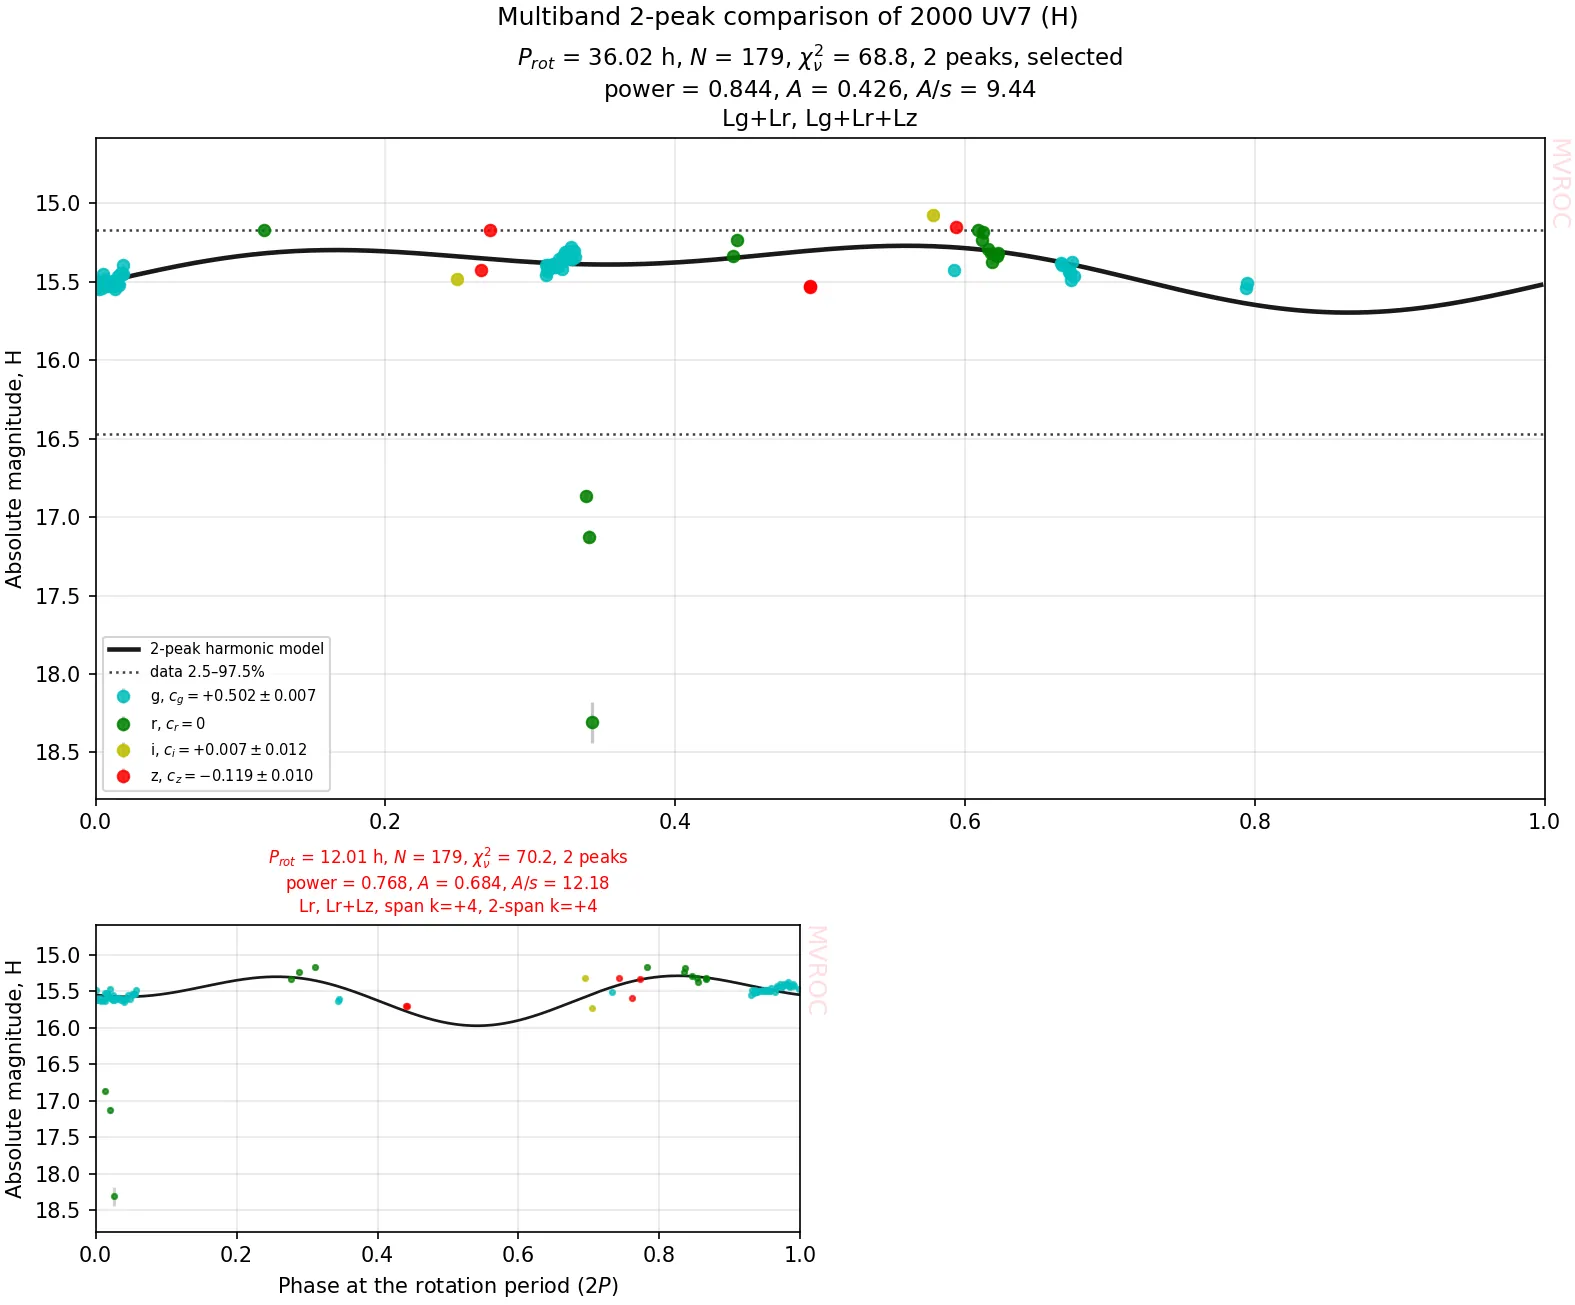 Multiband 2-peak comparison of 2000 UV7 (H)
P_rot = 36.02 h, N = 179, χ²_ν = 68.8, 2 peaks, selected
power = 0.844, A = 0.426, A/s = 9.44
Lg+Lr, Lg+Lr+Lz
MVROC
Absolute magnitude, H
15.0
15.5
16.0
16.5
17.0
17.5
18.0
18.5
2-peak harmonic model
data 2.5–97.5%
g, c_g = +0.502 ± 0.007
r, c_r = 0
i, c_i = +0.007 ± 0.012
z, c_z = −0.119 ± 0.010
0.0 0.2 0.4 0.6 0.8 1.0
P_rot = 12.01 h, N = 179, χ²_ν = 70.2, 2 peaks
power = 0.768, A = 0.684, A/s = 12.18
Lr, Lr+Lz, span k=+4, 2-span k=+4
MVROC
Absolute magnitude, H
15.0
15.5
16.0
16.5
17.0
17.5
18.0
18.5
0.0 0.2 0.4 0.6 0.8 1.0
Phase at the rotation period (2P)